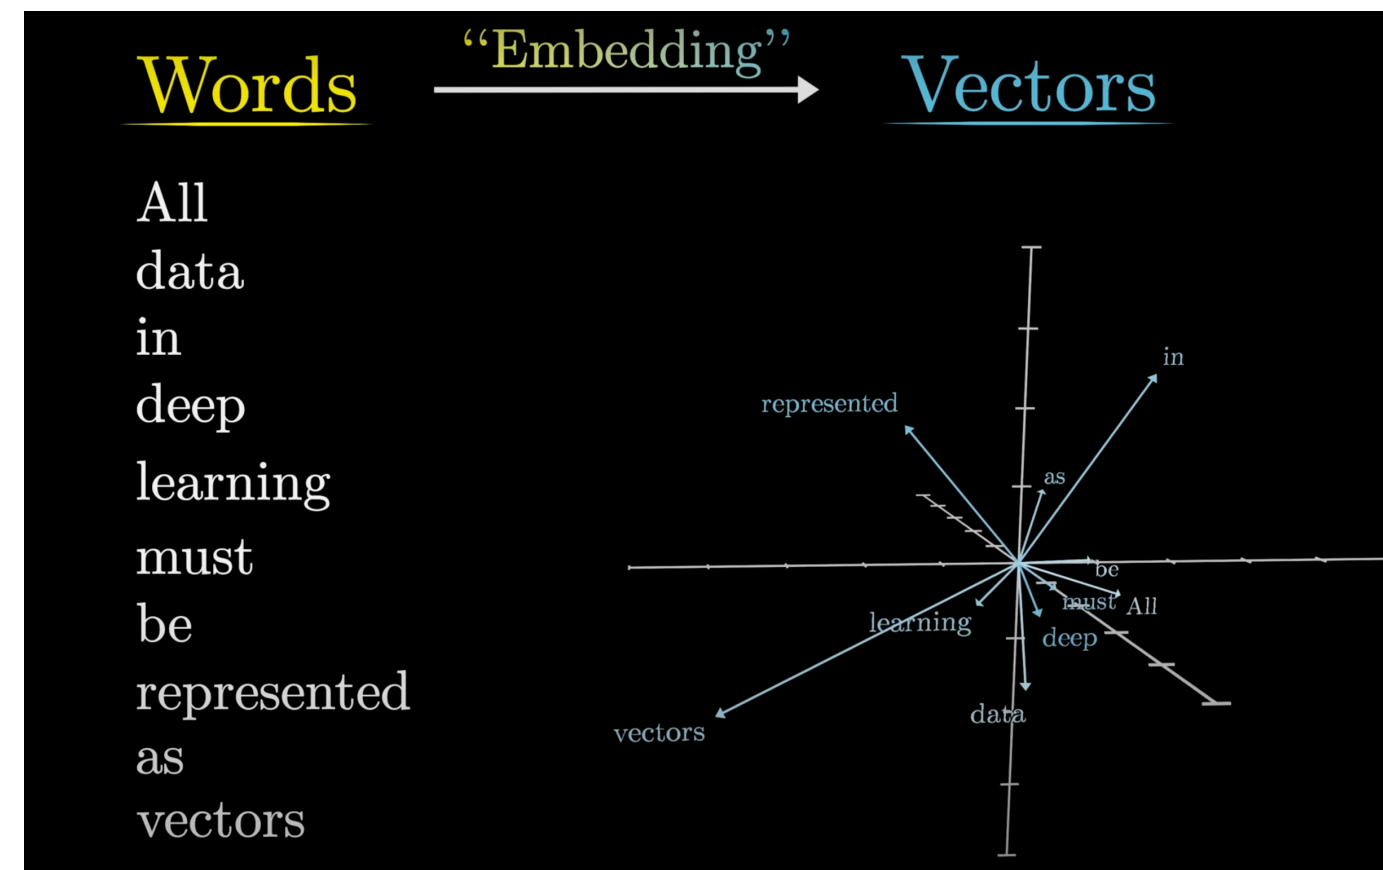 Words
“Embedding”
Vectors
All
data
in
deep
learning
must
be
represented
as
vectors
in
represented
as
be
must
All
learning
deep
data
vectors